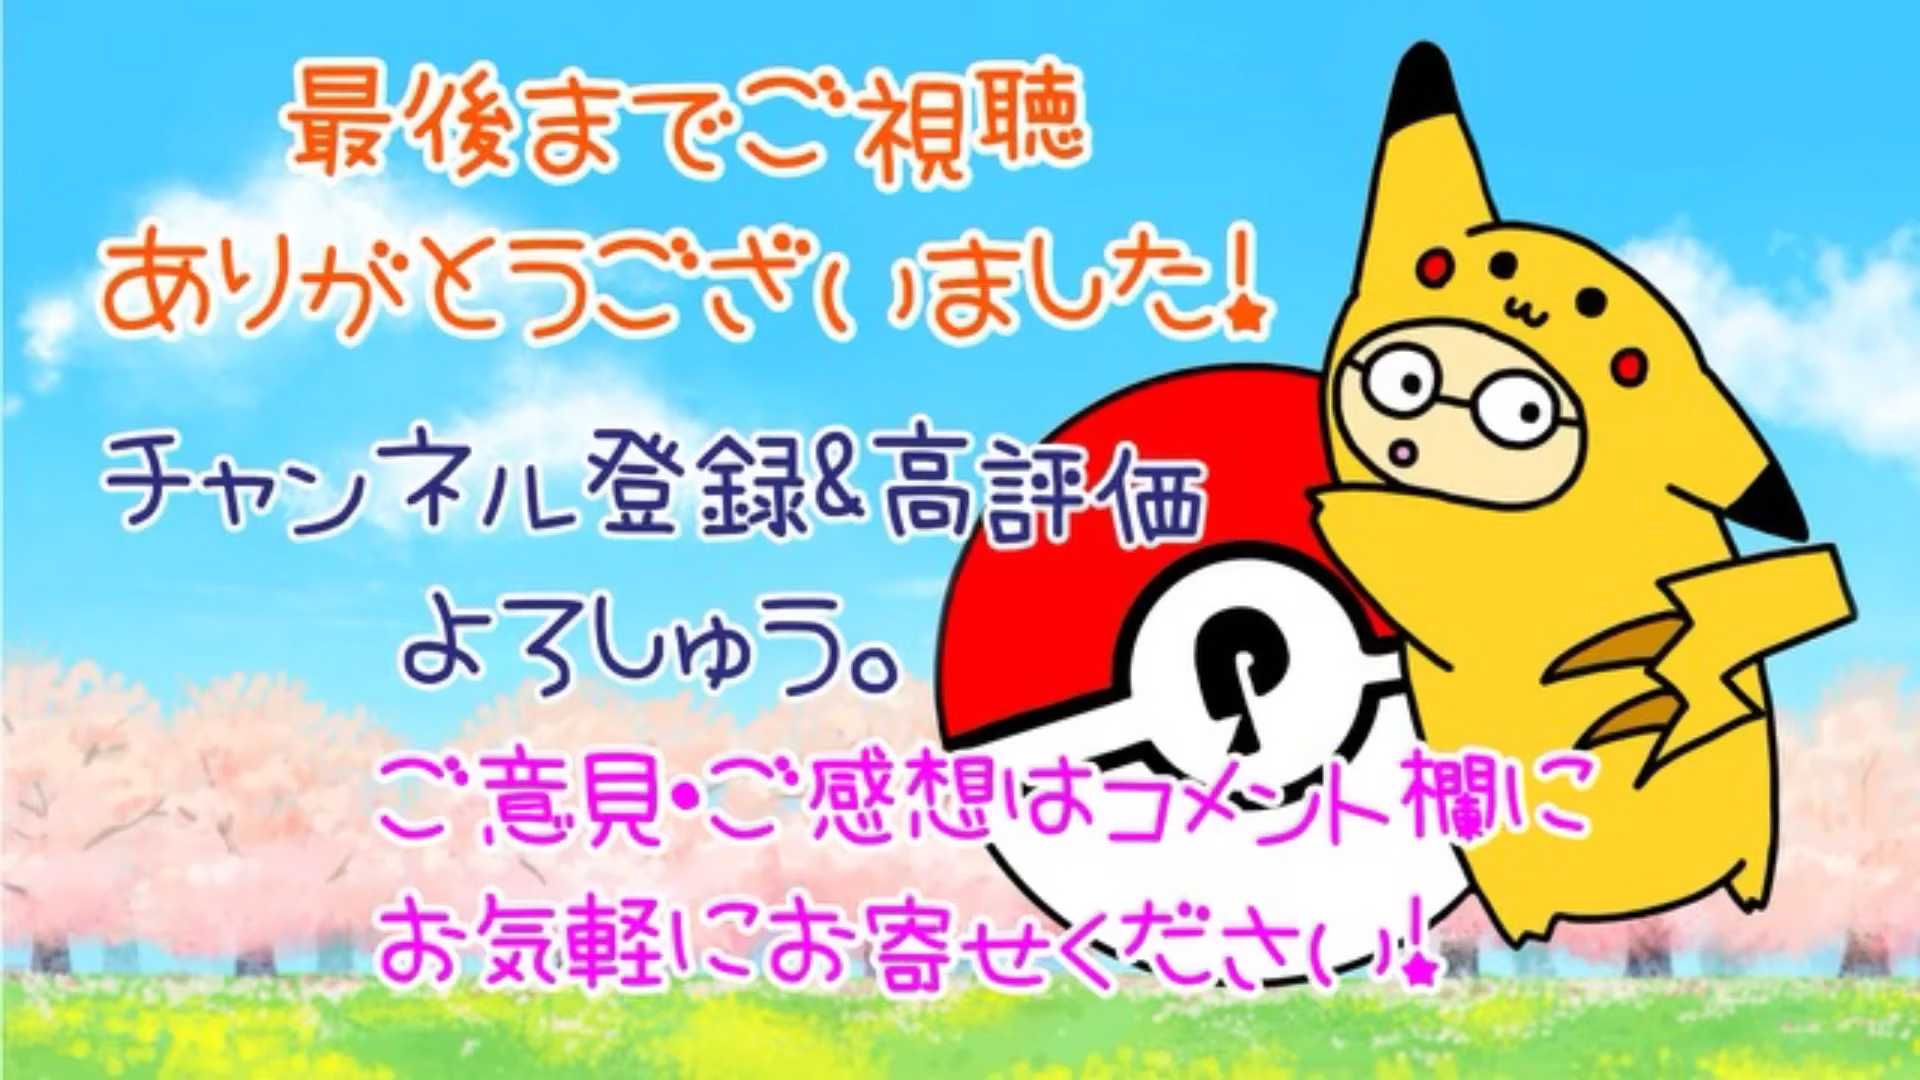 最後までご視聴
ありがとうございました!
チャンネル登録&高評価
よろしゅう。
ご意見・ご感想はコメント欄に
お気軽にお寄せください!